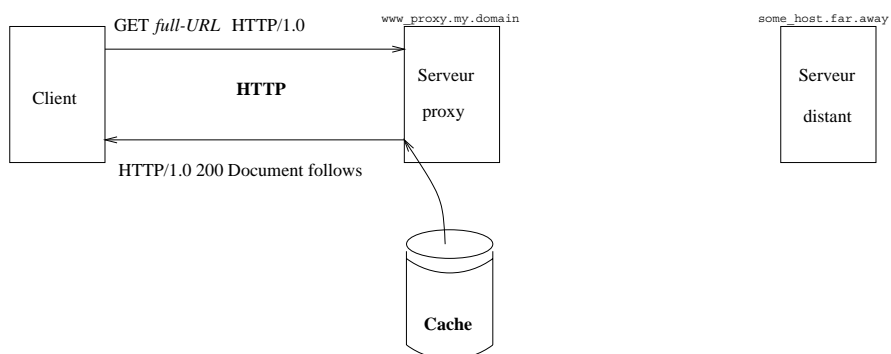 GET full-URL HTTP/1.0
www_proxy.my.domain
some_host.far.away
Client
HTTP
Serveur
proxy
Serveur
distant
HTTP/1.0 200 Document follows
Cache